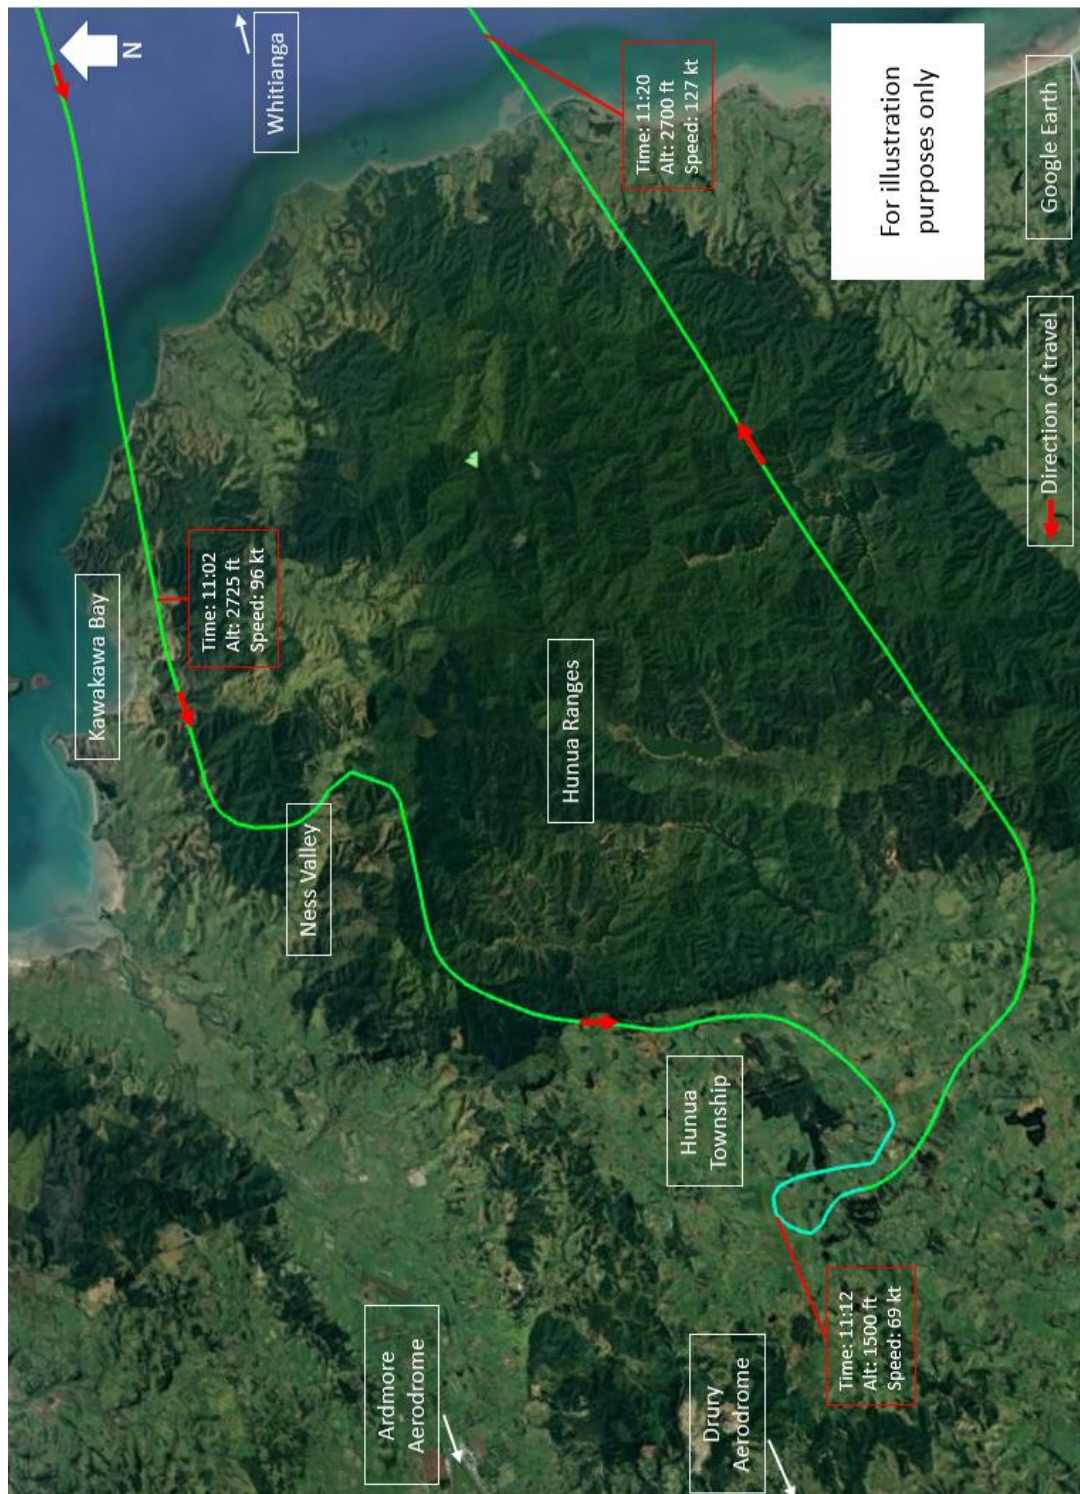 N
Whitianga
Time: 11:20
Alt: 2700 ft
Speed: 127 kt
For illustration
purposes only
Google Earth
Direction of travel
Kawakawa Bay
Time: 11:02
Alt: 2725 ft
Speed: 96 kt
Ness Valley
Hunua Ranges
Hunua
Township
Ardmore
Aerodrome
Drury
Aerodrome
Time: 11:12
Alt: 1500 ft
Speed: 69 kt